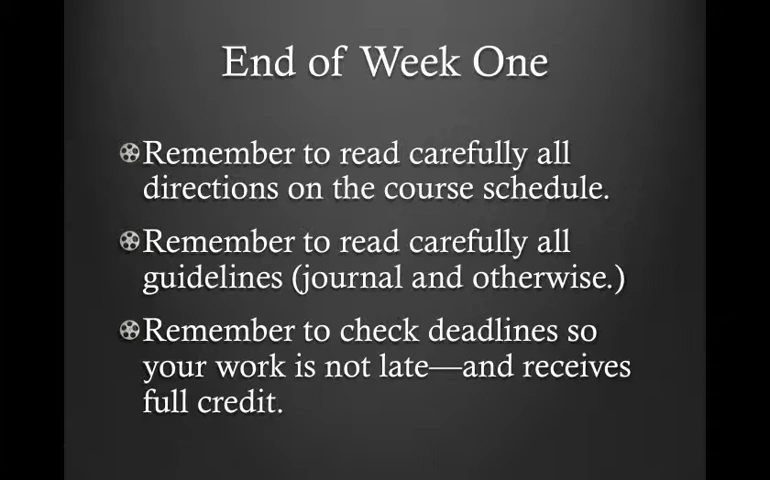 End of Week One
Remember to read carefully all
directions on the course schedule.
Remember to read carefully all
guidelines (journal and otherwise.)
Remember to check deadlines so
your work is not late—and receives
full credit.